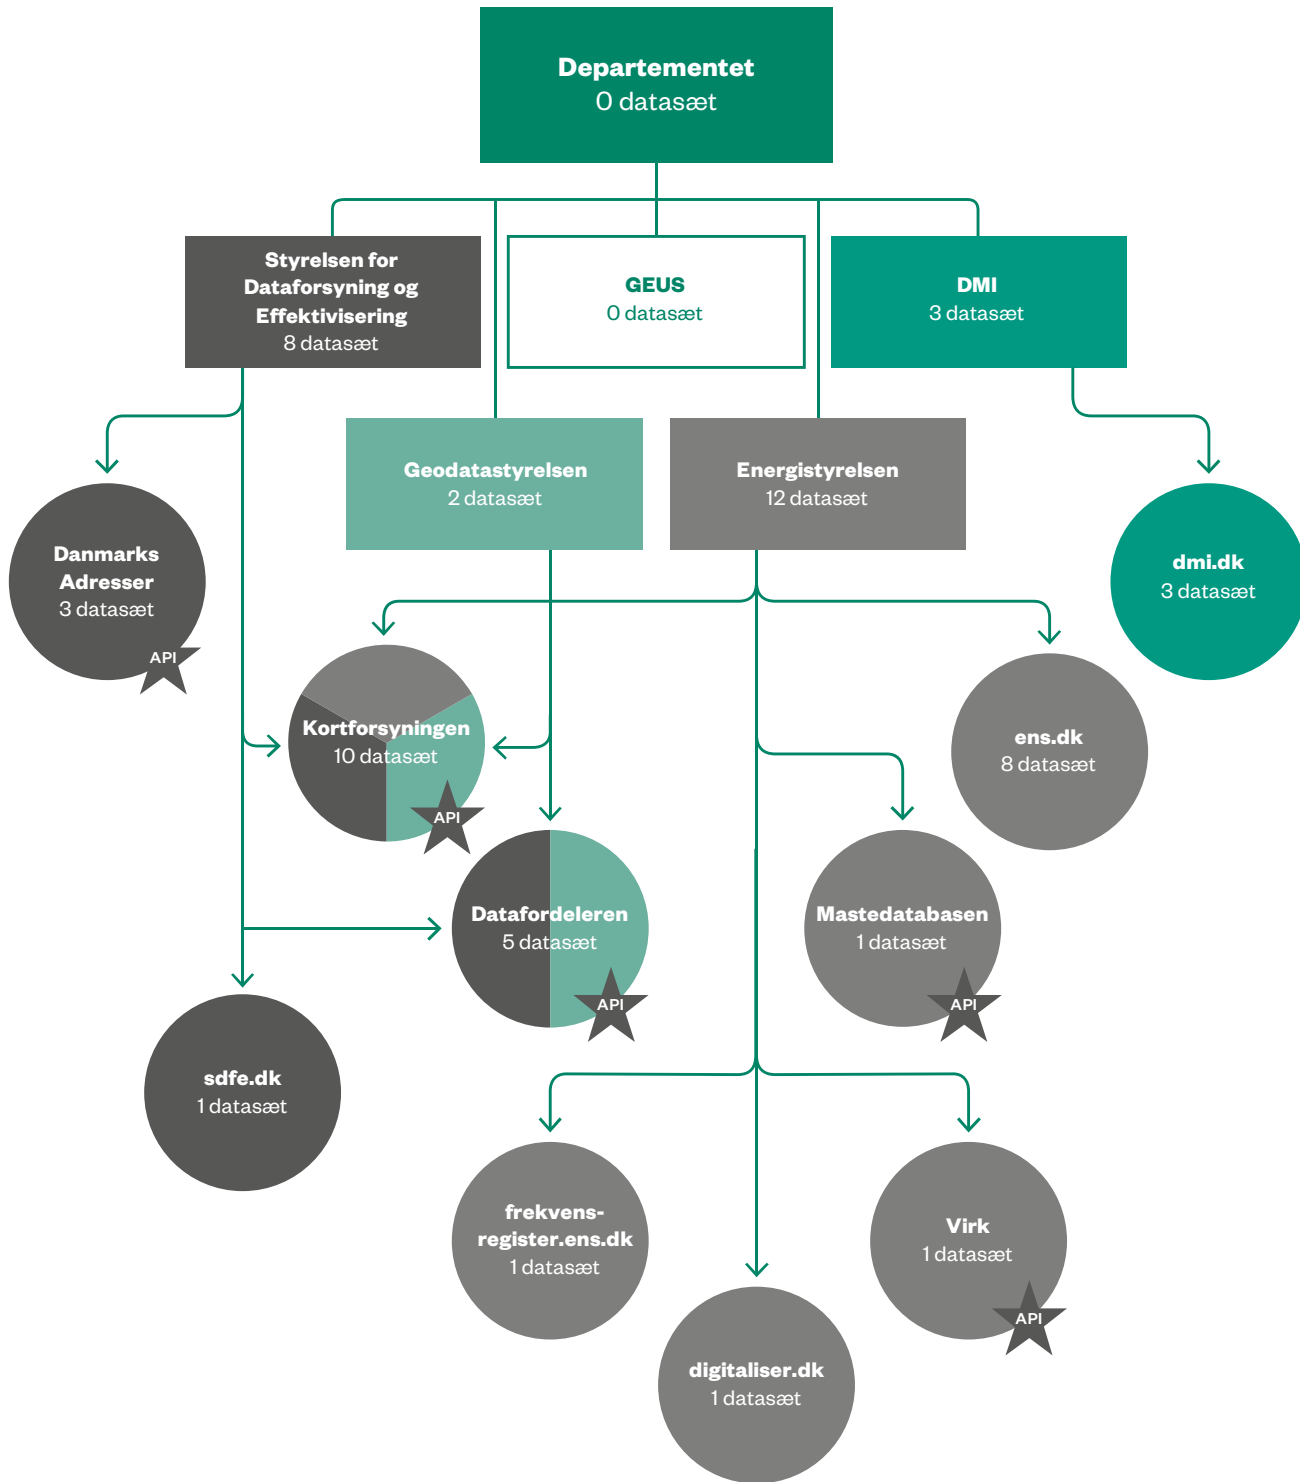 Departementet
0 datasæt
Styrelsen for
Dataforsyning og
Effektivisering
8 datasæt
GEUS
0 datasæt
DMI
3 datasæt
Geodatastyrelsen
2 datasæt
Energistyrelsen
12 datasæt
Danmarks
Adresser
3 datasæt
API
dmi.dk
3 datasæt
Kortforsyningen
10 datasæt
API
ens.dk
8 datasæt
Datafordeleren
5 datasæt
API
Mastedatabasen
1 datasæt
API
sdfe.dk
1 datasæt
frekvens-
register.ens.dk
1 datasæt
Virk
1 datasæt
API
digitaliser.dk
1 datasæt